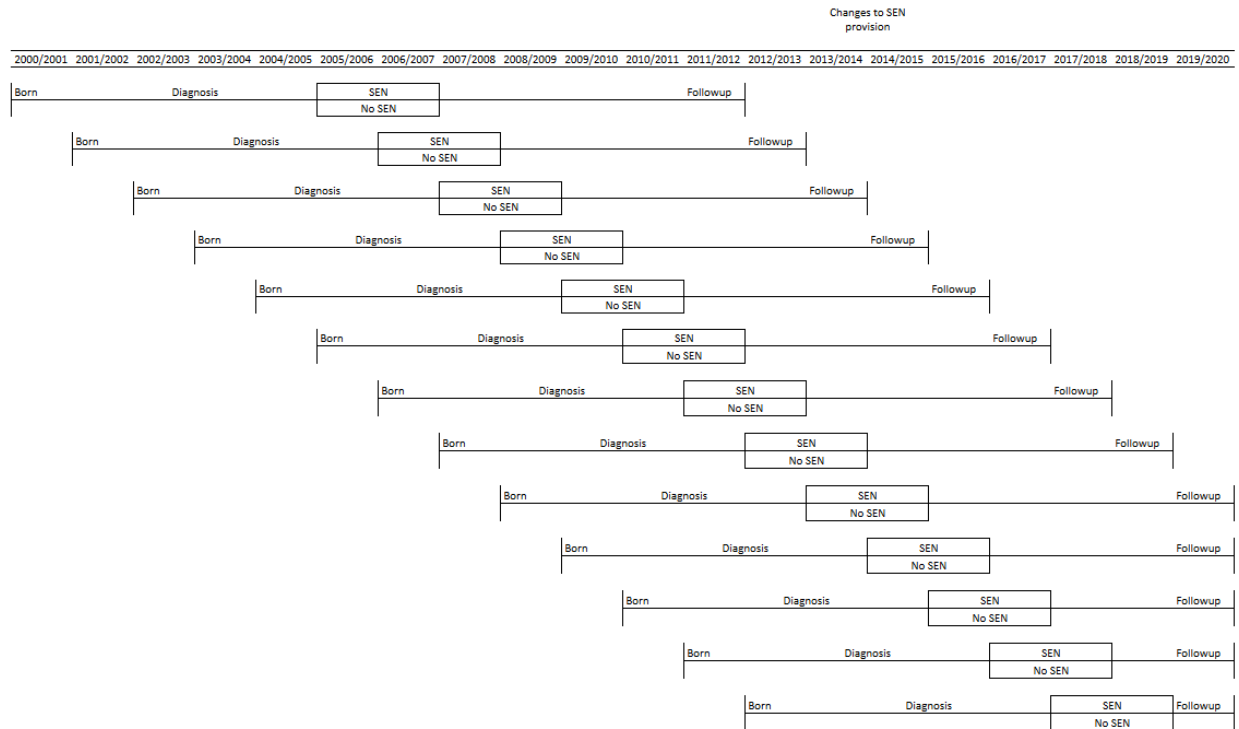 Changes to SEN
provision
2000/2001 2001/2002 2002/2003 2003/2004 2004/2005 2005/2006 2006/2007 2007/2008 2008/2009 2009/2010 2010/2011 2011/2012 2012/2013 2013/2014 2014/2015 2015/2016 2016/2017 2017/2018 2018/2019 2019/2020
Born Diagnosis SEN Followup
No SEN
Born Diagnosis SEN Followup
No SEN
Born Diagnosis SEN Followup
No SEN
Born Diagnosis SEN Followup
No SEN
Born Diagnosis SEN Followup
No SEN
Born Diagnosis SEN Followup
No SEN
Born Diagnosis SEN Followup
No SEN
Born Diagnosis SEN Followup
No SEN
Born Diagnosis SEN Followup
No SEN
Born Diagnosis SEN Followup
No SEN
Born Diagnosis SEN Followup
No SEN
Born Diagnosis SEN Followup
No SEN
Born Diagnosis SEN Followup
No SEN